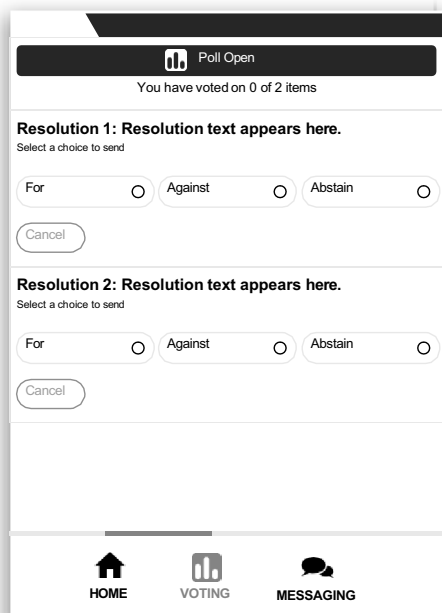 Poll Open
You have voted on 0 of 2 items
Resolution 1: Resolution text appears here.
Select a choice to send
For Against Abstain
Cancel
Resolution 2: Resolution text appears here.
Select a choice to send
For Against Abstain
Cancel
HOME VOTING MESSAGING